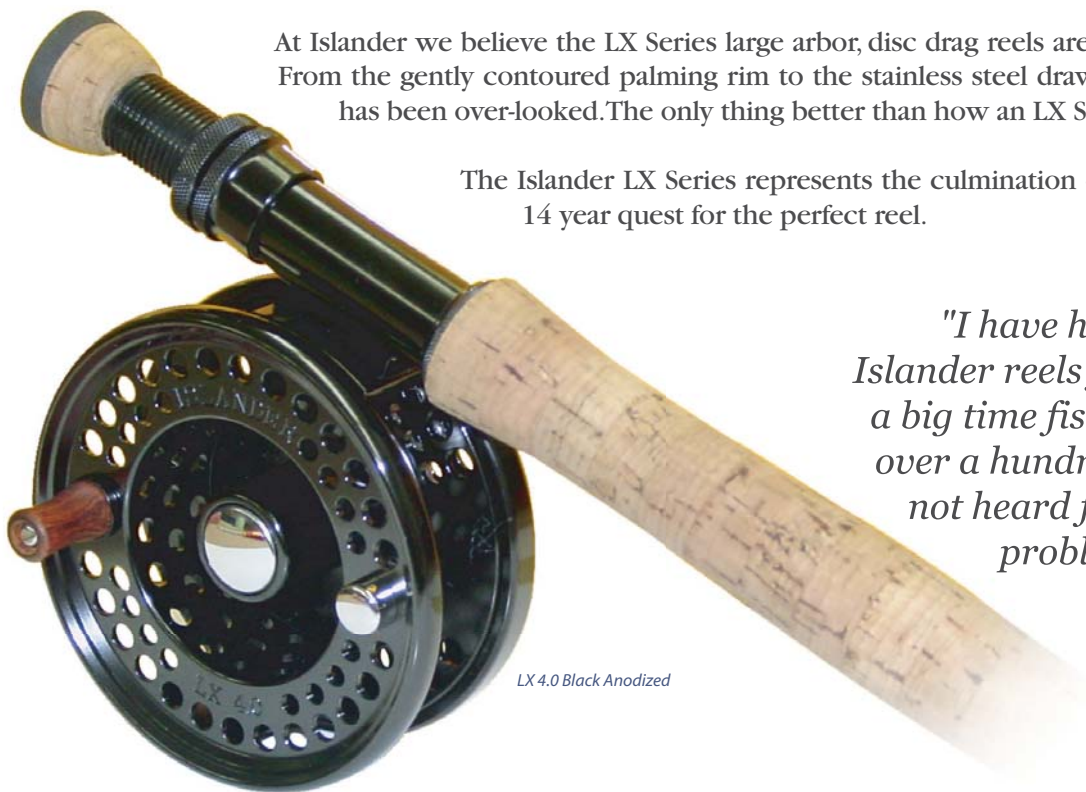 At Islander we believe the LX Series large arbor, disc drag reels are
From the gently contoured palming rim to the stainless steel draw
has been over-looked.The only thing better than how an LX S
The Islander LX Series represents the culmination
14 year quest for the perfect reel.
"I have h
Islander reels,
a big time fis
over a hundr
not heard f
probl
ISLANDER
LX 4.0
LX 4.0 Black Anodized